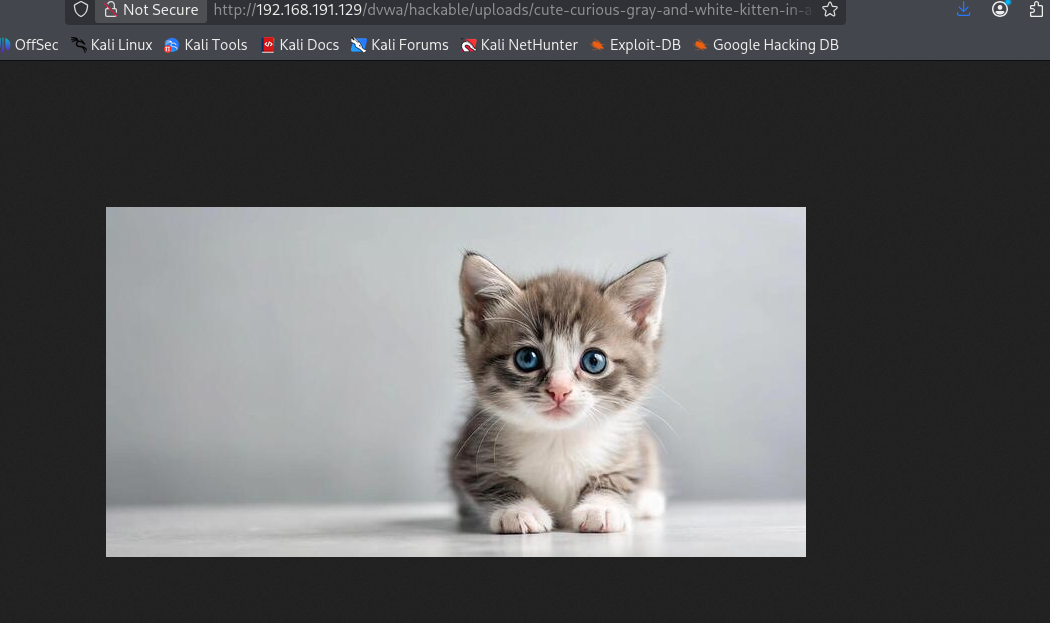 Not Secure http://192.168.191.129/dvwa/hackable/uploads/cute-curious-gray-and-white-kitten-in-a
OffSec Kali Linux Kali Tools Kali Docs Kali Forums Kali NetHunter Exploit-DB Google Hacking DB